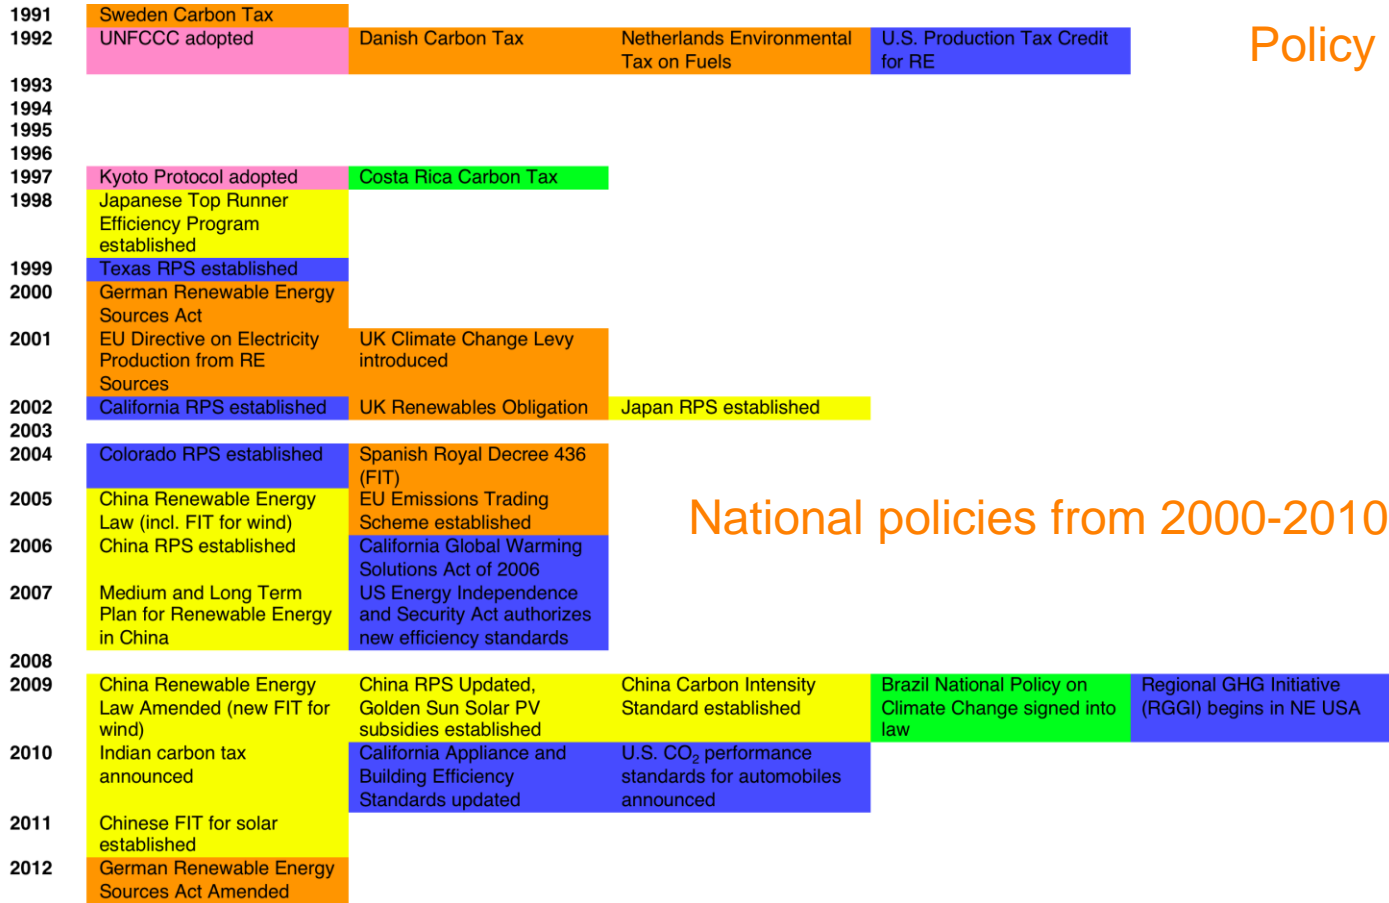 Policy
1991 Sweden Carbon Tax
1992 UNFCCC adopted Danish Carbon Tax Netherlands Environmental U.S. Production Tax Credit
Tax on Fuels for RE
1993
1994
1995
1996
1997 Kyoto Protocol adopted Costa Rica Carbon Tax
1998 Japanese Top Runner
Efficiency Program
established
1999 Texas RPS established
2000 German Renewable Energy
Sources Act
2001 EU Directive on Electricity UK Climate Change Levy
Production from RE introduced
Sources
2002 California RPS established UK Renewables Obligation Japan RPS established
2003
2004 Colorado RPS established Spanish Royal Decree 436
(FIT)
2005 China Renewable Energy EU Emissions Trading
Law (incl. FIT for wind) Scheme established
National policies from 2000-2010
2006 China RPS established California Global Warming
Solutions Act of 2006
2007 Medium and Long Term US Energy Independence
Plan for Renewable Energy and Security Act authorizes
in China new efficiency standards
2008
2009 China Renewable Energy China RPS Updated, China Carbon Intensity Brazil National Policy on Regional GHG Initiative
Law Amended (new FIT for Golden Sun Solar PV Standard established Climate Change signed into (RGGI) begins in NE USA
wind) subsidies established law
2010 Indian carbon tax California Appliance and U.S. CO₂ performance
announced Building Efficiency standards for automobiles
Standards updated announced
2011 Chinese FIT for solar
established
2012 German Renewable Energy
Sources Act Amended